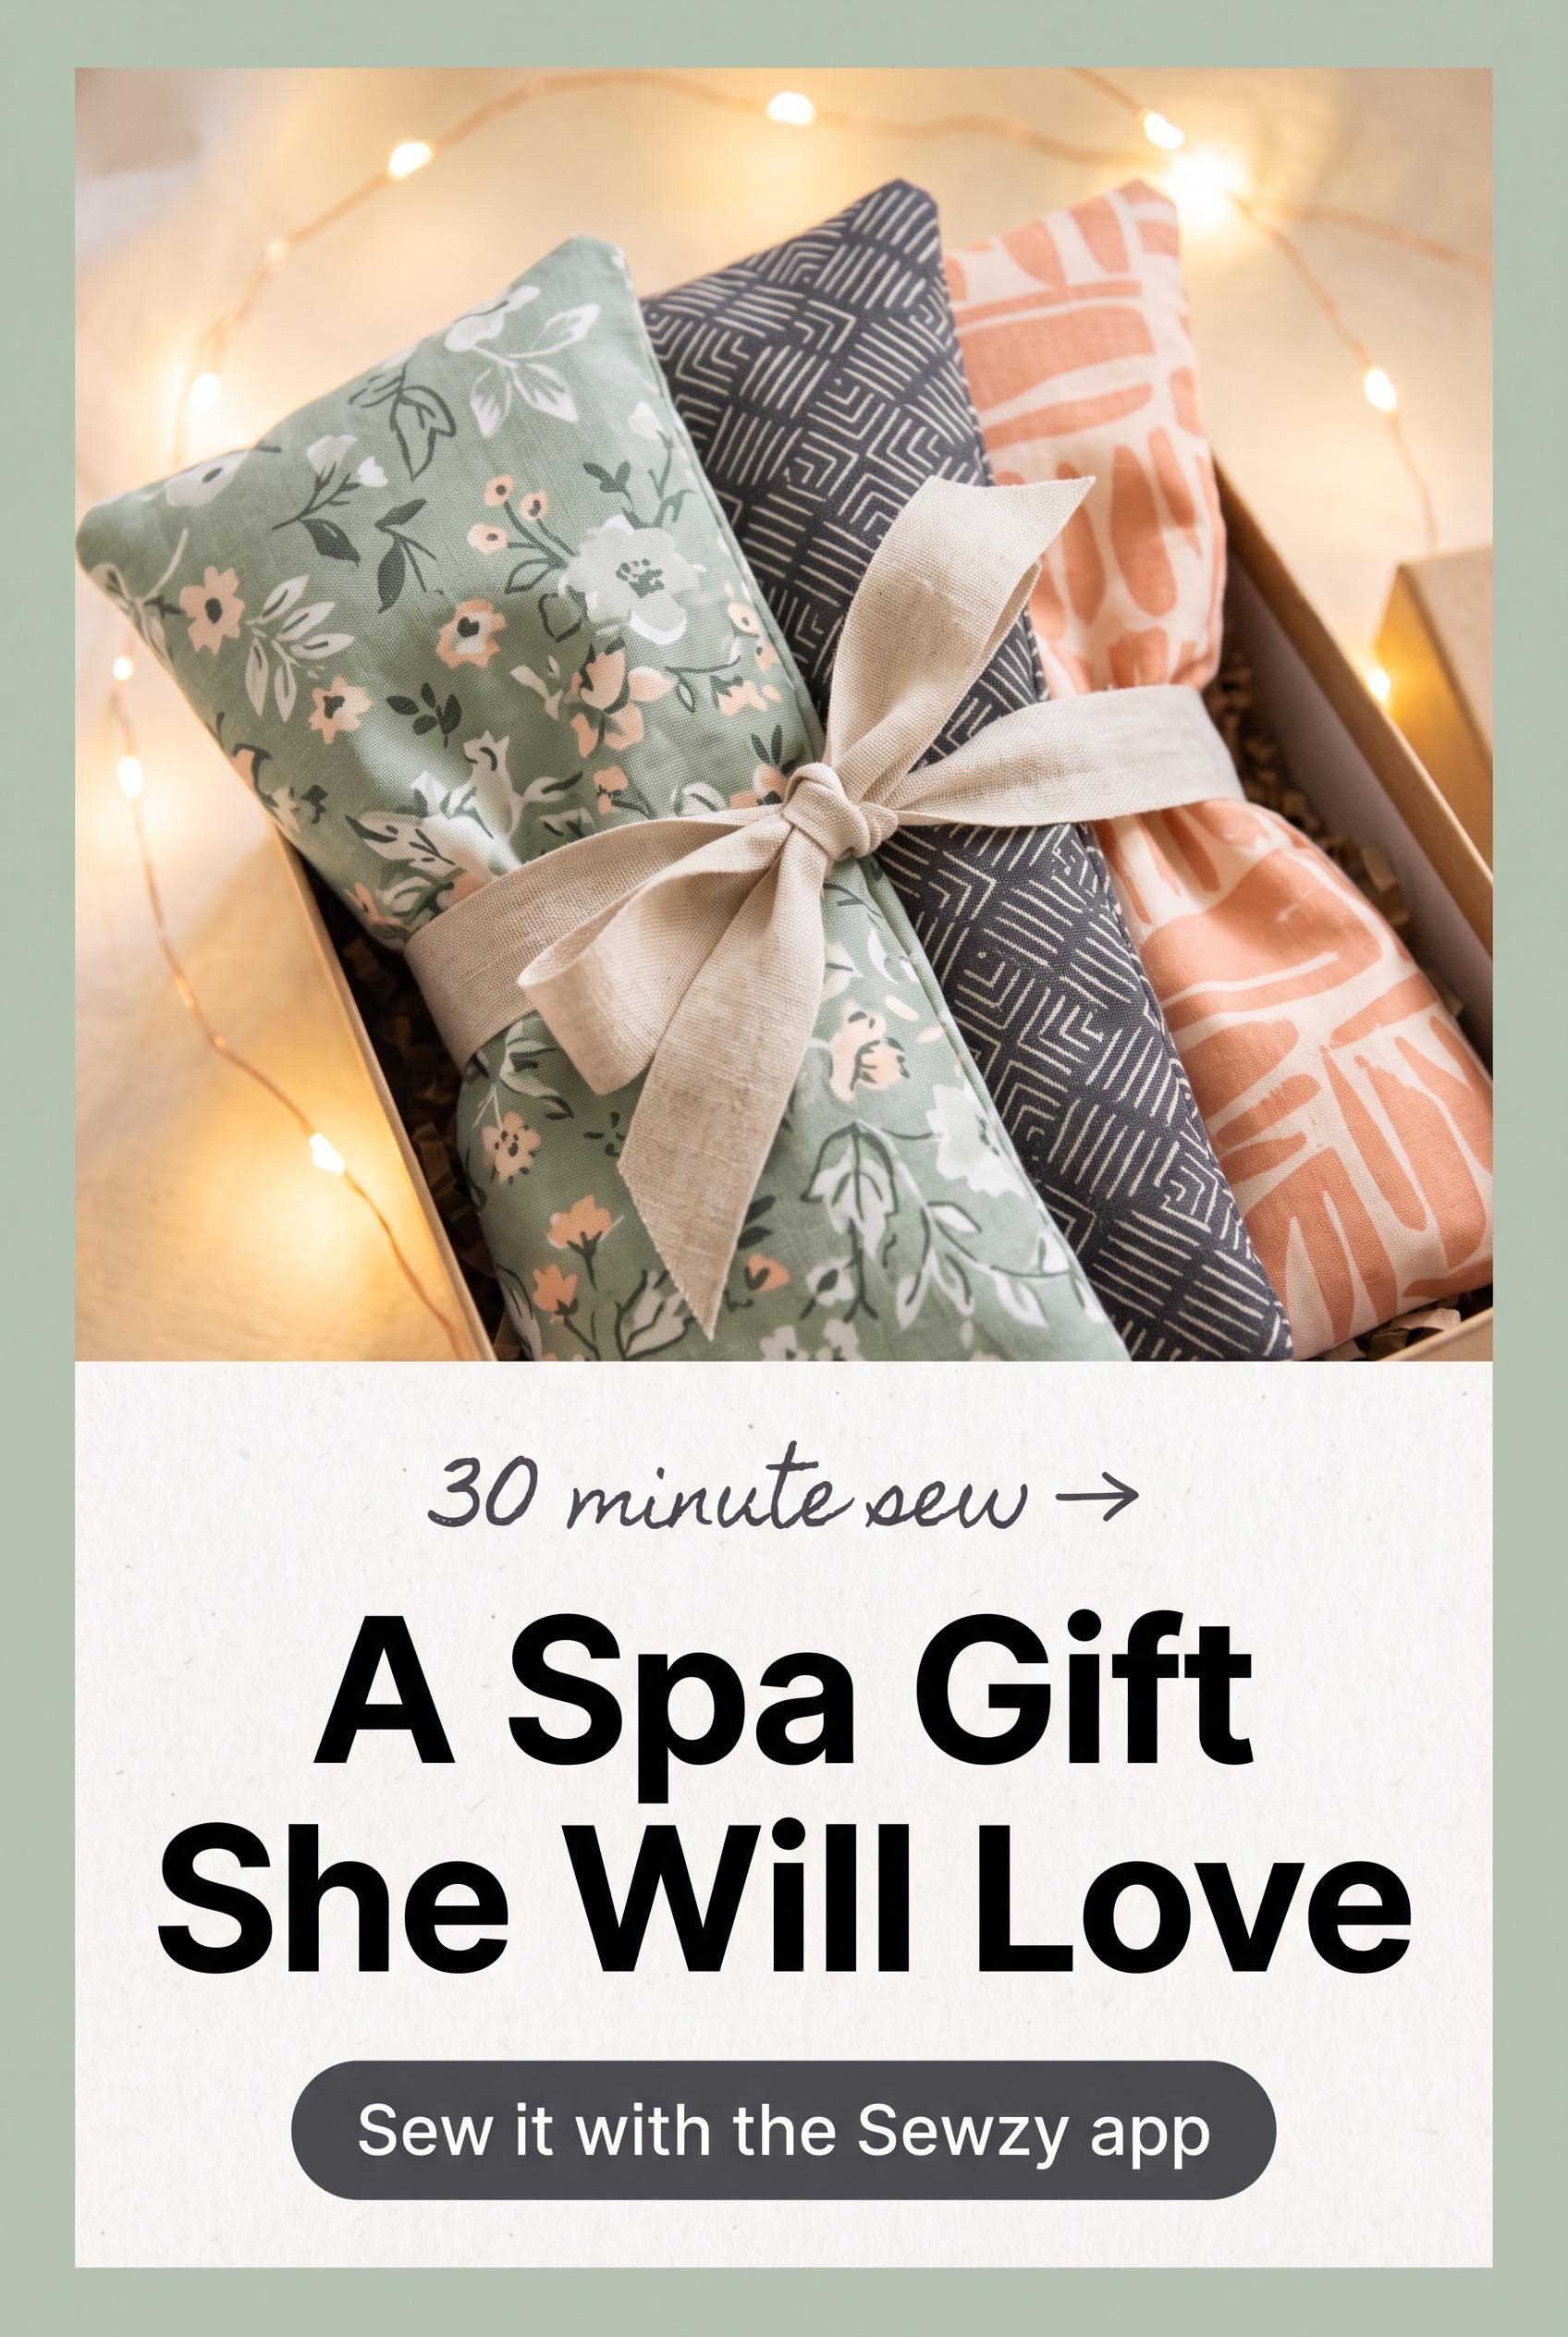 30 minute sew →
A Spa Gift
She Will Love
Sew it with the Sewzy app